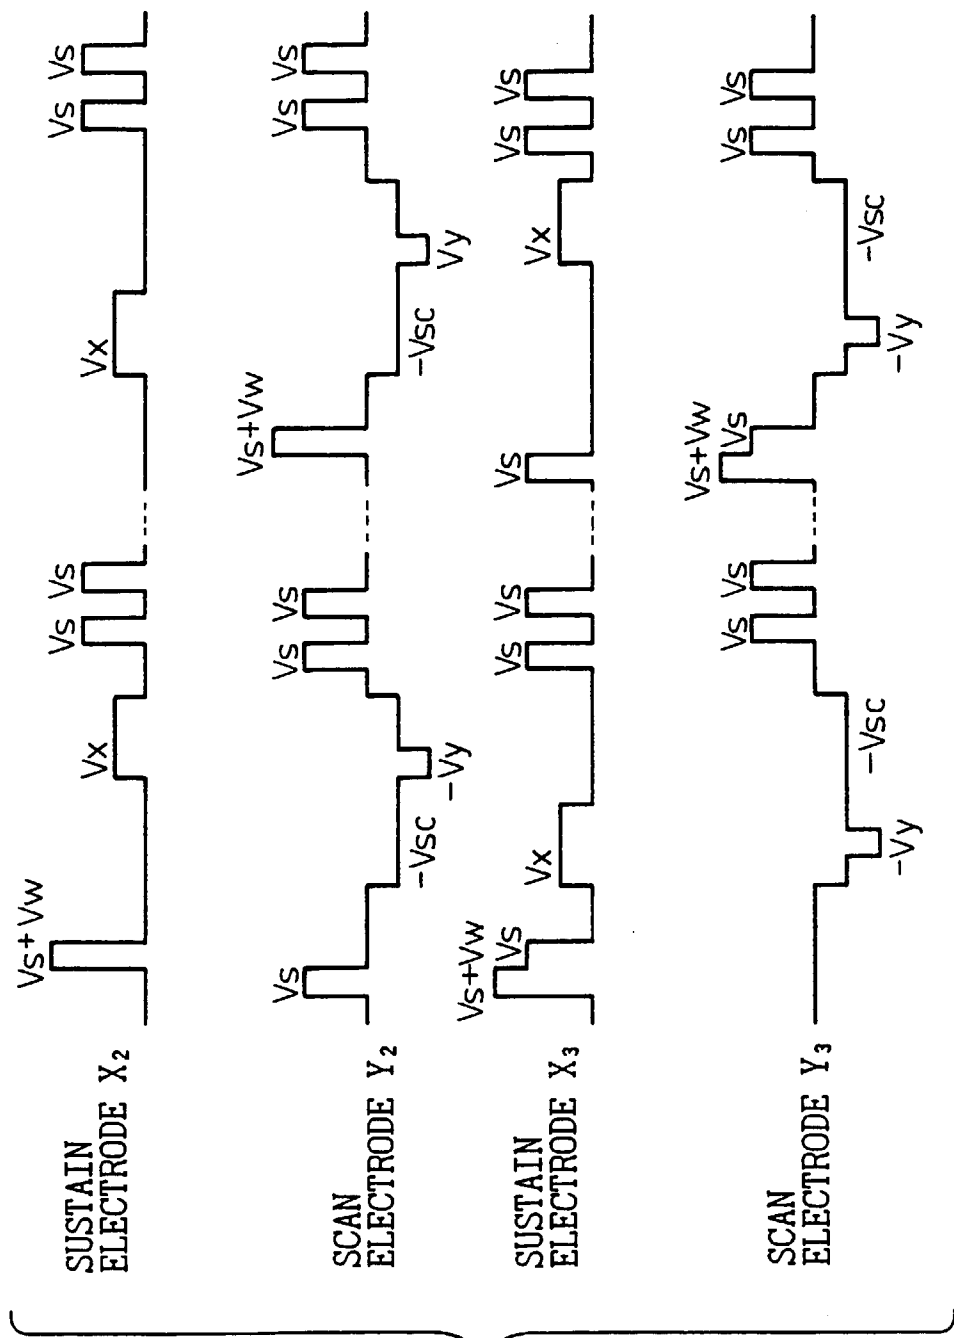 Vs+Vw Vx Vs Vs Vx Vs Vs
SUSTAIN
ELECTRODE X₂
Vs Vs Vs Vs+Vw Vs Vs
SCAN
ELECTRODE Y₂
-Vsc -Vy -Vsc Vy
Vs+Vw Vs Vx Vs Vs Vs Vx Vs Vs
SUSTAIN
ELECTRODE X₃
Vs Vs Vs+Vw Vs Vs Vs
SCAN
ELECTRODE Y₃
-Vy -Vsc -Vy -Vsc